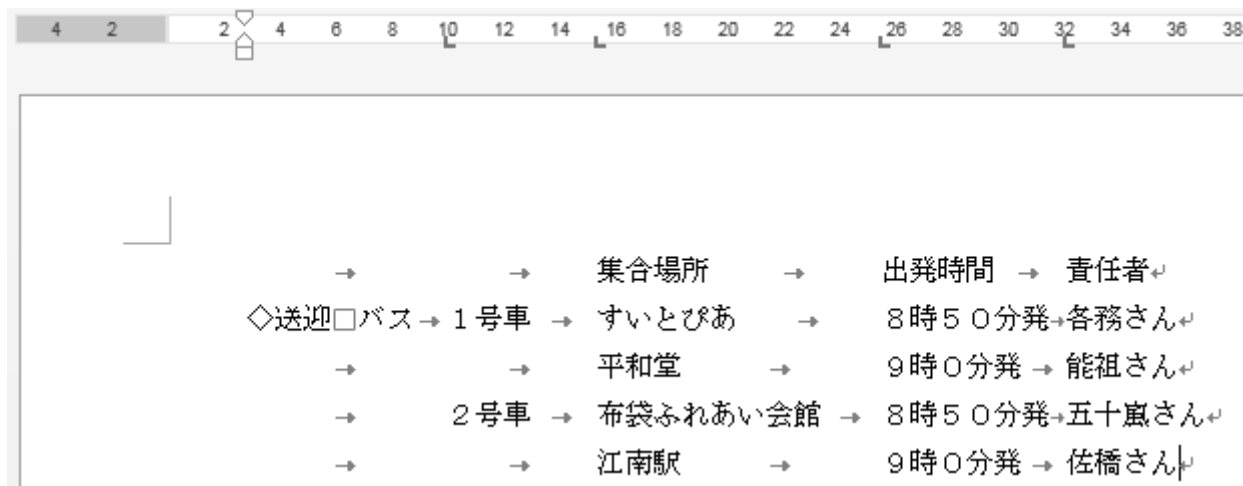 4 2 2 4 6 8 10 12 14 16 18 20 22 24 26 28 30 32 34 36 38
集合場所 出発時間 責任者
◇送迎□バス 1号車 すいとぴあ 8時50分発 各務さん
平和堂 9時0分発 能祖さん
2号車 布袋ふれあい会館 8時50分発 五十嵐さん
江南駅 9時0分発 佐橋さん